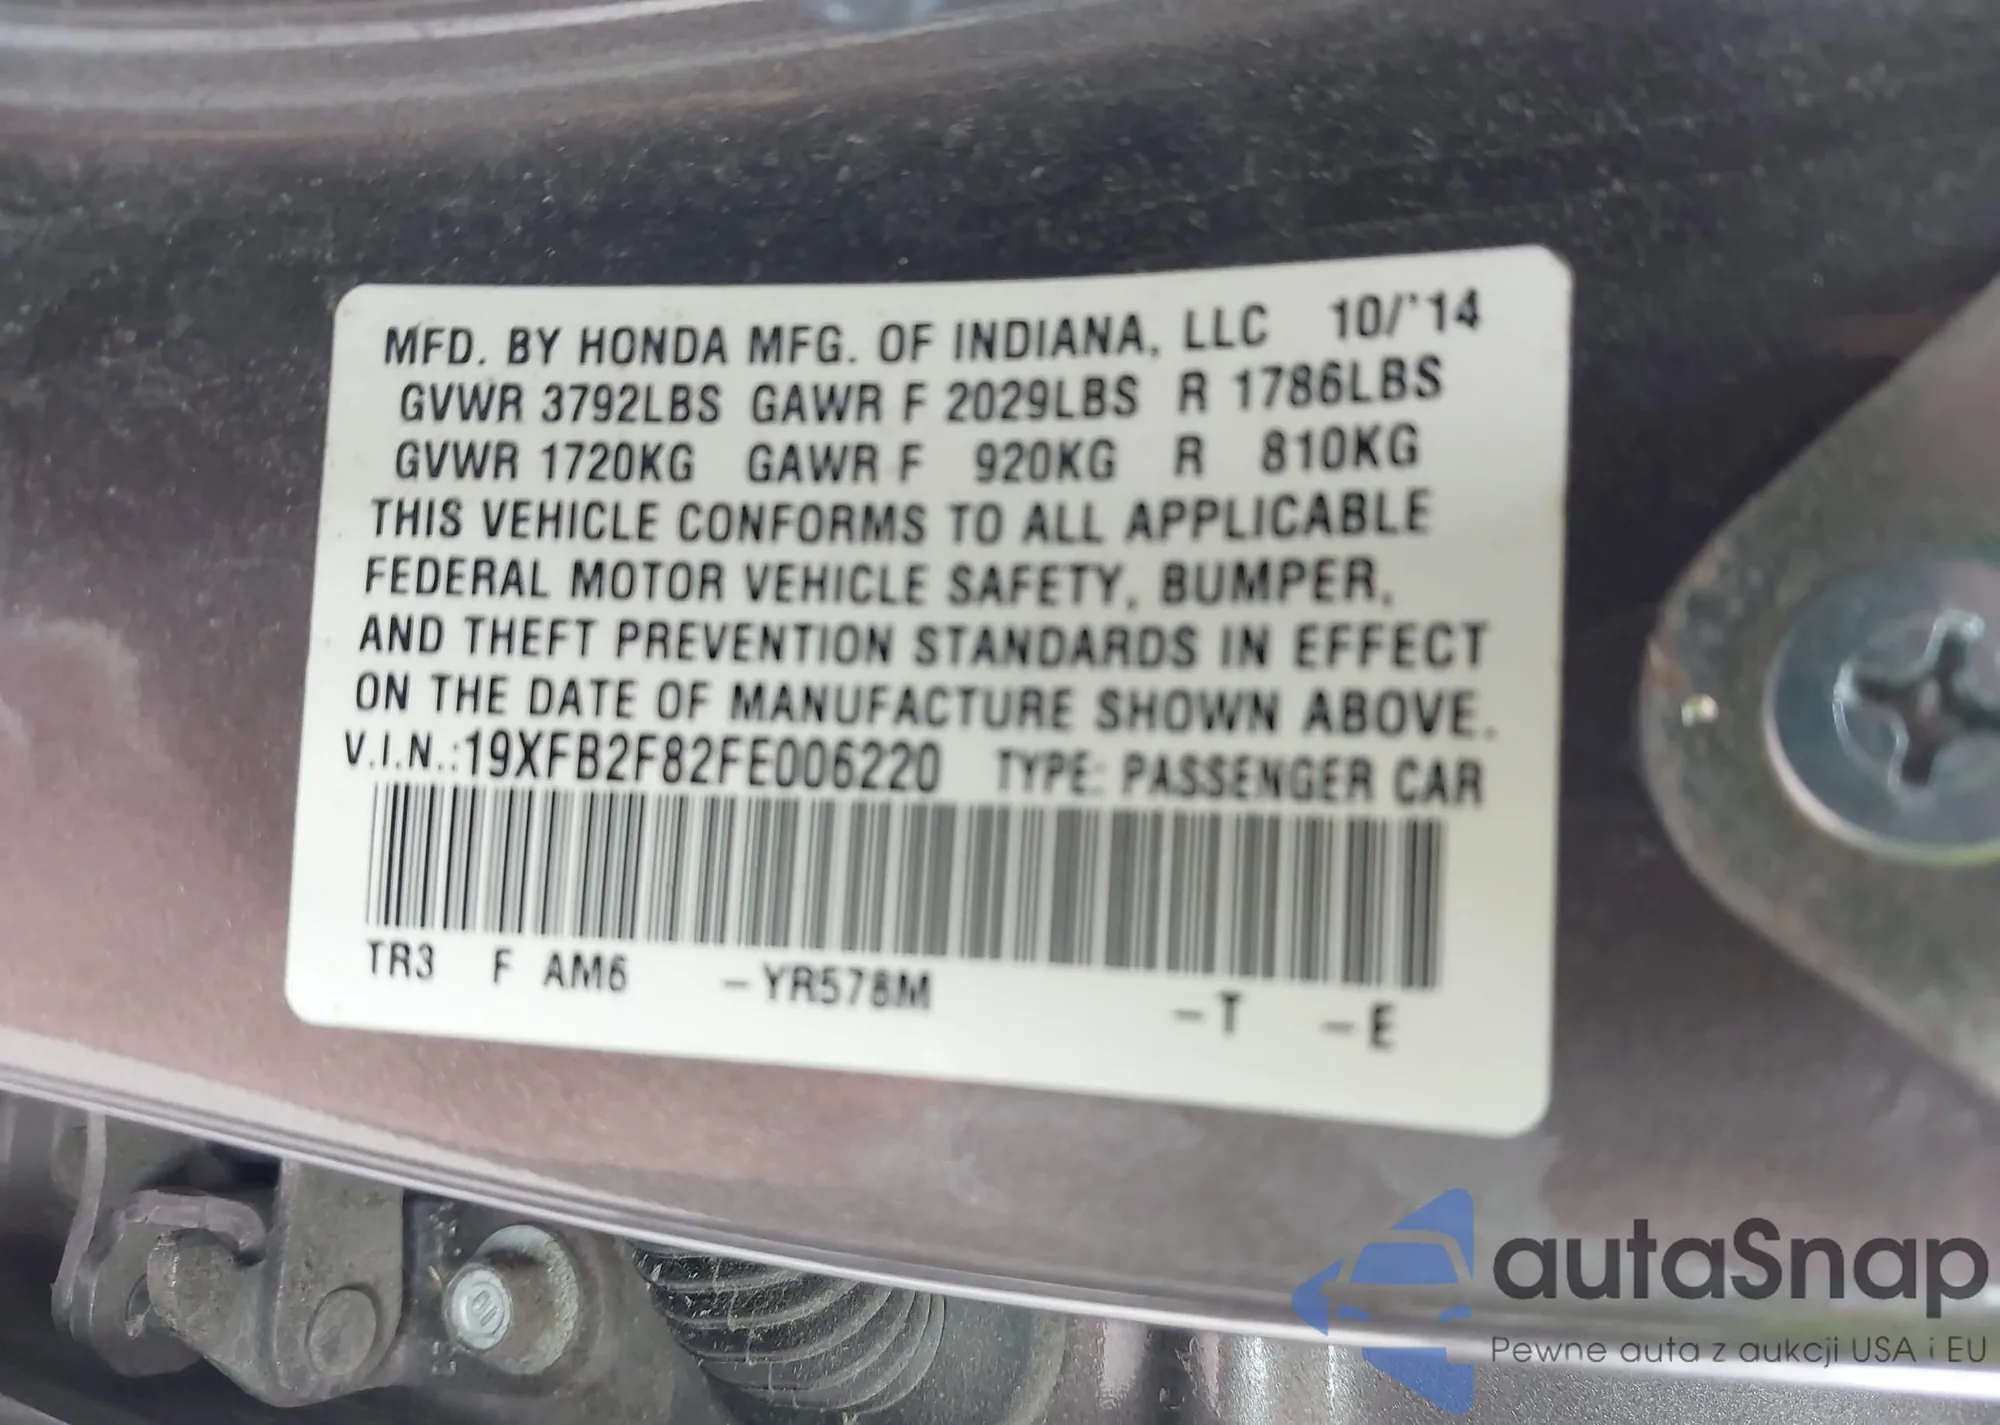 MFD. BY HONDA MFG. OF INDIANA, LLC 10/'14
GVWR 3792LBS GAWR F 2029LBS R 1786LBS
GVWR 1720KG GAWR F 920KG R 810KG
THIS VEHICLE CONFORMS TO ALL APPLICABLE
FEDERAL MOTOR VEHICLE SAFETY, BUMPER,
AND THEFT PREVENTION STANDARDS IN EFFECT
ON THE DATE OF MANUFACTURE SHOWN ABOVE.
V.I.N.:19XFB2F82FE006220 TYPE: PASSENGER CAR
TR3 F AM6 -YR578M -T -E
autaSnap
Pewne auta z aukcji USA i EU